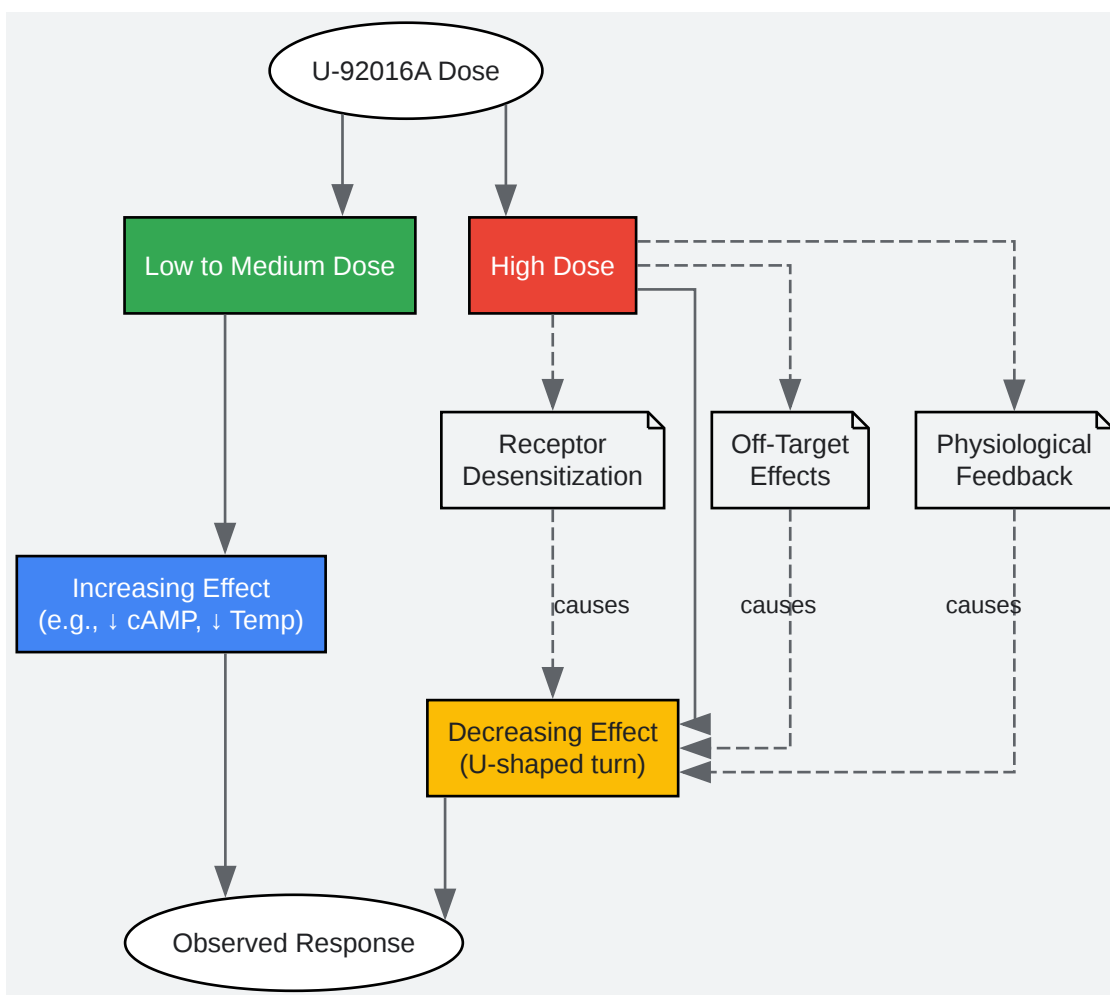 U-92016A Dose
Low to Medium Dose
High Dose
Receptor
Desensitization
Off-Target
Effects
Physiological
Feedback
Increasing Effect
(e.g., ↓ cAMP, ↓ Temp)
causes
causes
causes
Decreasing Effect
(U-shaped turn)
Observed Response